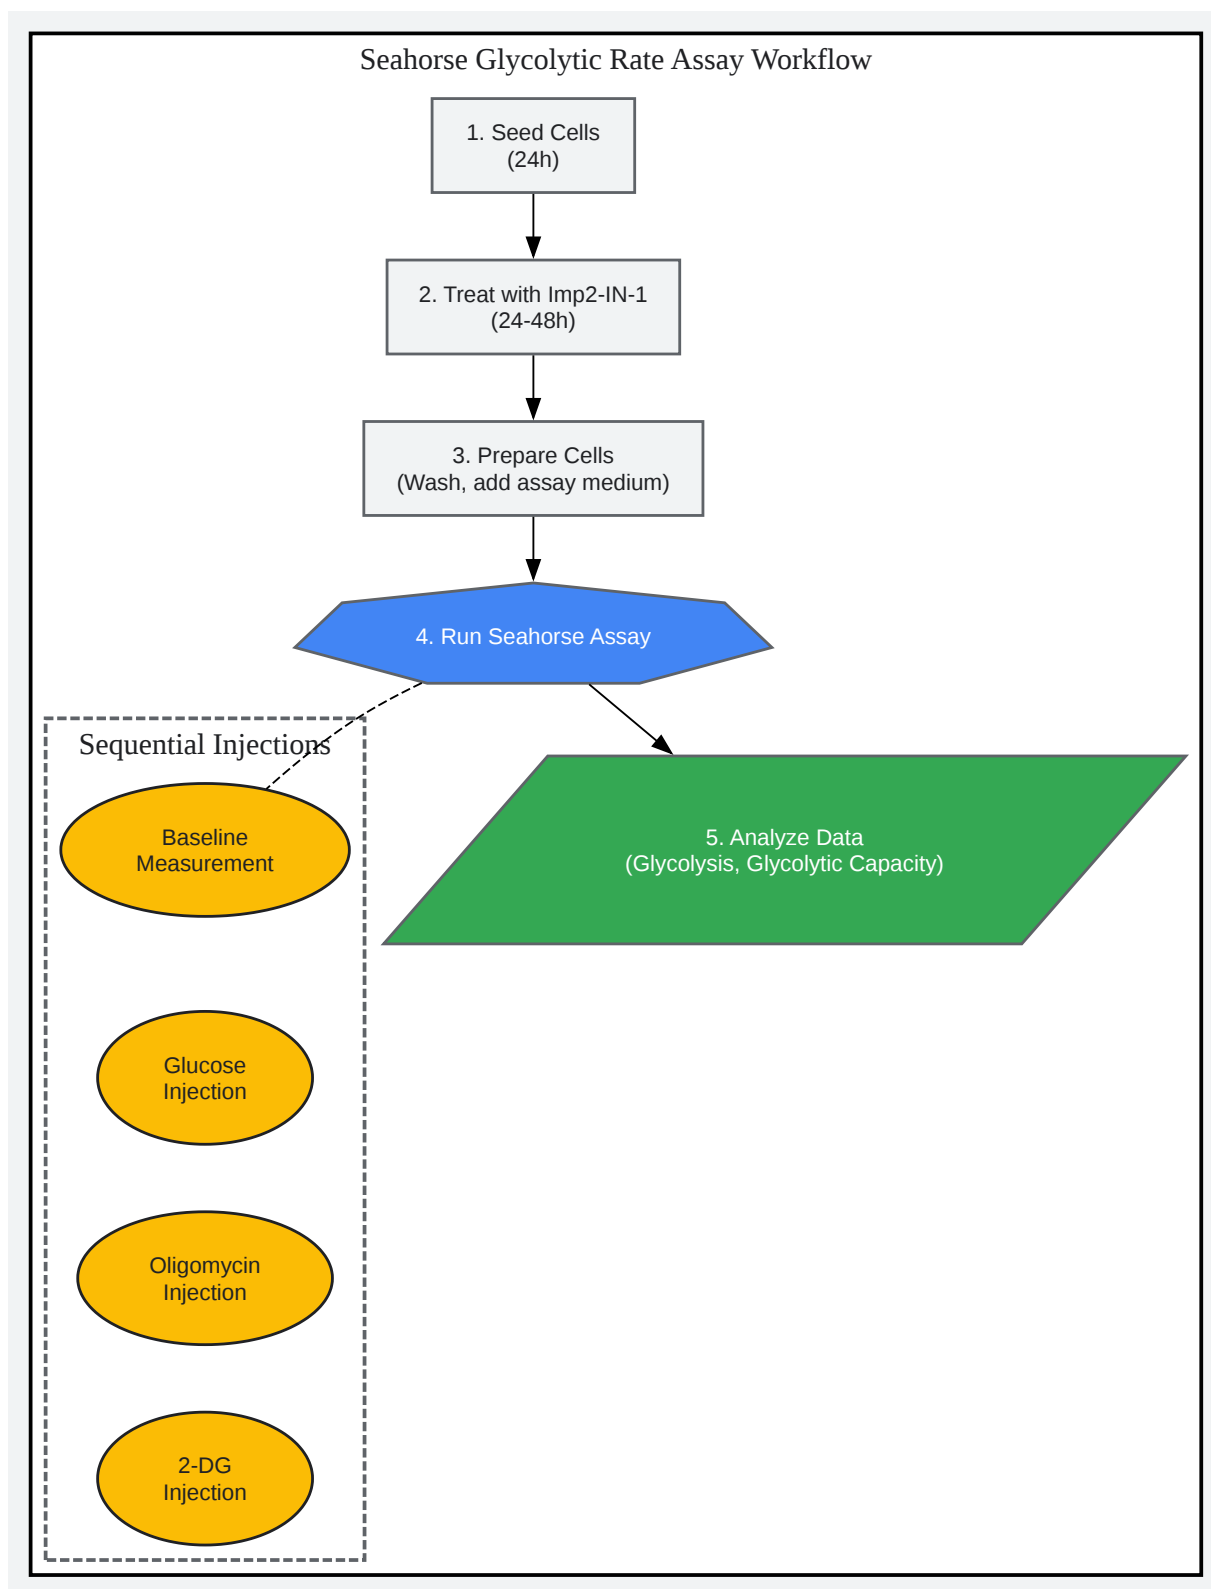 Seahorse Glycolytic Rate Assay Workflow
1. Seed Cells
(24h)
2. Treat with Imp2-IN-1
(24-48h)
3. Prepare Cells
(Wash, add assay medium)
4. Run Seahorse Assay
Sequential Injections
Baseline
Measurement
5. Analyze Data
(Glycolysis, Glycolytic Capacity)
Glucose
Injection
Oligomycin
Injection
2-DG
Injection